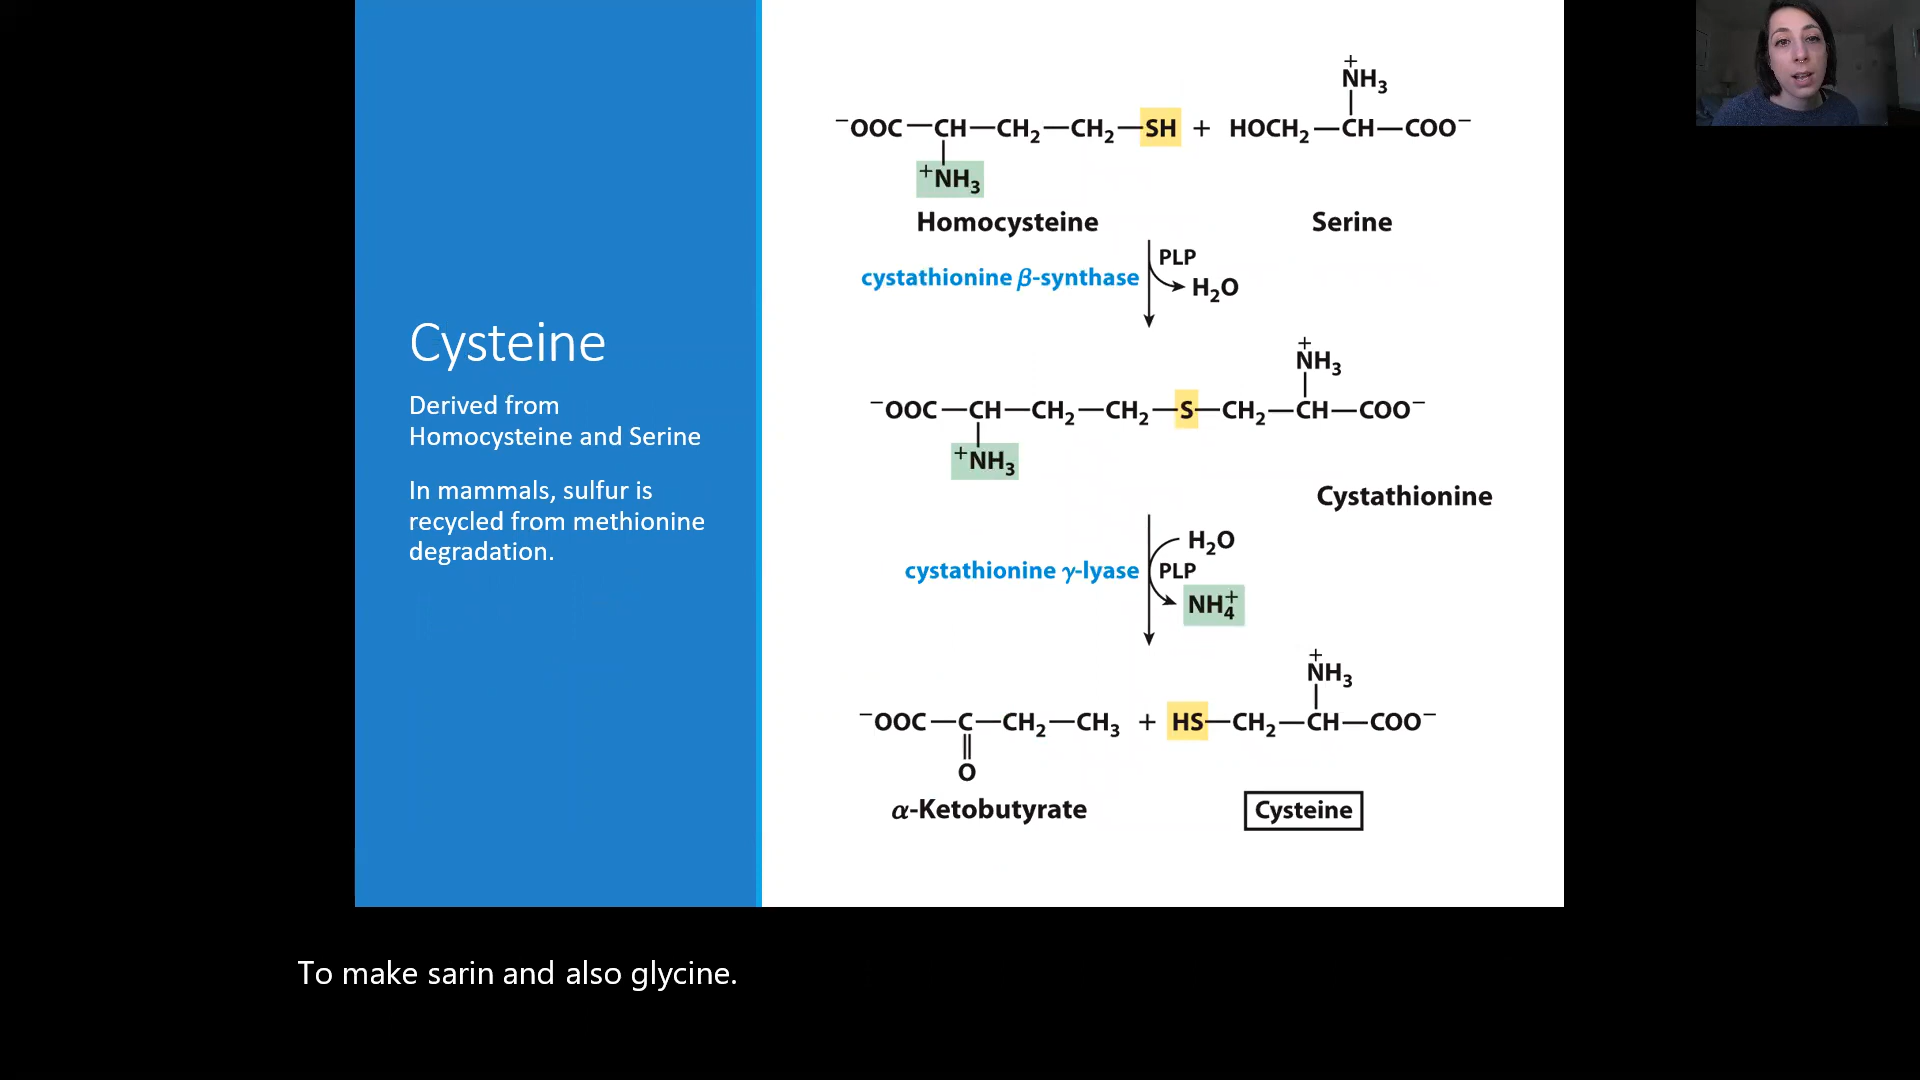 Cysteine
Derived from
Homocysteine and Serine
In mammals, sulfur is
recycled from methionine
degradation.
+
NH₃
⁻OOC—CH—CH₂—CH₂—SH + HOCH₂—CH—COO⁻
⁺NH₃
Homocysteine Serine
PLP
cystathionine β-synthase
H₂O
+
NH₃
⁻OOC—CH—CH₂—CH₂—S—CH₂—CH—COO⁻
⁺NH₃
Cystathionine
H₂O
cystathionine γ-lyase PLP
NH₄⁺
+
NH₃
⁻OOC—C—CH₂—CH₃ + HS—CH₂—CH—COO⁻
O
α-Ketobutyrate Cysteine
To make sarin and also glycine.